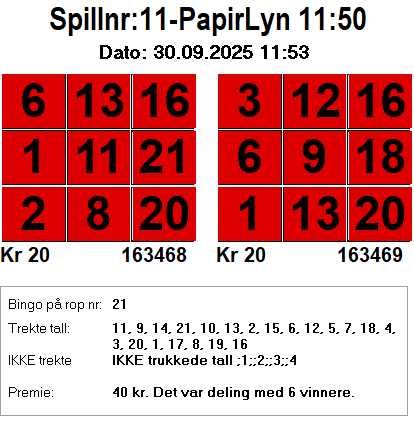 Spillnr:11-PapirLyn 11:50
Dato: 30.09.2025 11:53
6 13 16 3 12 16
1 11 21 6 9 18
2 8 20 1 13 20
Kr 20 163468 Kr 20 163469
Bingo på rop nr: 21
Trekte tall: 11, 9, 14, 21, 10, 13, 2, 15, 6, 12, 5, 7, 18, 4,
3, 20, 1, 17, 8, 19, 16
IKKE trekte IKKE trukkede tall ;1;;2;;3;;4
Premie: 40 kr. Det var deling med 6 vinnere.